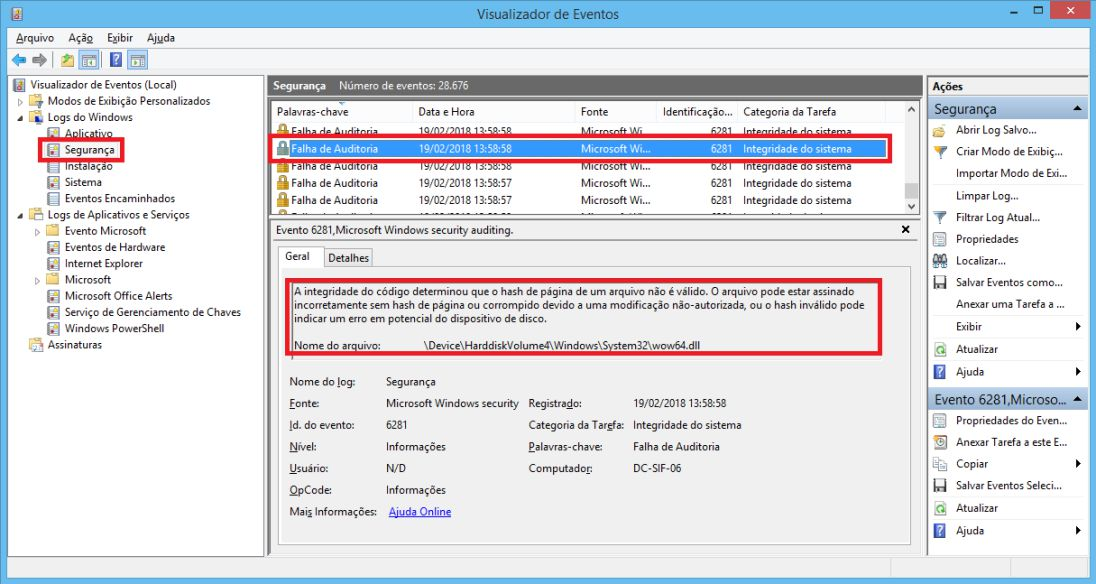 Visualizador de Eventos
Arquivo Ação Exibir Ajuda
Visualizador de Eventos (Local)
Modos de Exibição Personalizados
Logs do Windows
Aplicativo
Segurança
Instalação
Sistema
Eventos Encaminhados
Logs de Aplicativos e Serviços
Evento Microsoft
Eventos de Hardware
Internet Explorer
Microsoft
Microsoft Office Alerts
Serviço de Gerenciamento de Chaves
Windows PowerShell
Assinaturas
Segurança Número de eventos: 28.676
Palavras-chave Data e Hora Fonte Identificação... Categoria da Tarefa
Falha de Auditoria 19/02/2018 13:58:58 Microsoft Wi... 6281 Integridade do sistema
Falha de Auditoria 19/02/2018 13:58:58 Microsoft Wi... 6281 Integridade do sistema
Falha de Auditoria 19/02/2018 13:58:58 Microsoft Wi... 6281 Integridade do sistema
Falha de Auditoria 19/02/2018 13:58:57 Microsoft Wi... 6281 Integridade do sistema
Falha de Auditoria 19/02/2018 13:58:57 Microsoft Wi... 6281 Integridade do sistema
Evento 6281,Microsoft Windows security auditing.
Geral Detalhes
A integridade do código determinou que o hash de página de um arquivo não é válido. O arquivo pode estar assinado
incorretamente sem hash de página ou corrompido devido a uma modificação não-autorizada, ou o hash inválido pode
indicar um erro em potencial do dispositivo de disco.
Nome do arquivo: \Device\HarddiskVolume4\Windows\System32\wow64.dll
Nome do log: Segurança
Fonte: Microsoft Windows security Registrado: 19/02/2018 13:58:58
Id. do evento: 6281 Categoria da Tarefa: Integridade do sistema
Nível: Informações Palavras-chave: Falha de Auditoria
Usuário: N/D Computador: DC-SIF-06
OpCode: Informações
Mais Informações: Ajuda Online
Ações
Segurança
Abrir Log Salvo...
Criar Modo de Exibiç...
Importar Modo de Exi...
Limpar Log...
Filtrar Log Atual...
Propriedades
Localizar...
Salvar Eventos como...
Anexar uma Tarefa a ...
Exibir
Atualizar
Ajuda
Evento 6281,Microso...
Propriedades do Even...
Anexar Tarefa a este E...
Copiar
Salvar Eventos Seleci...
Atualizar
Ajuda